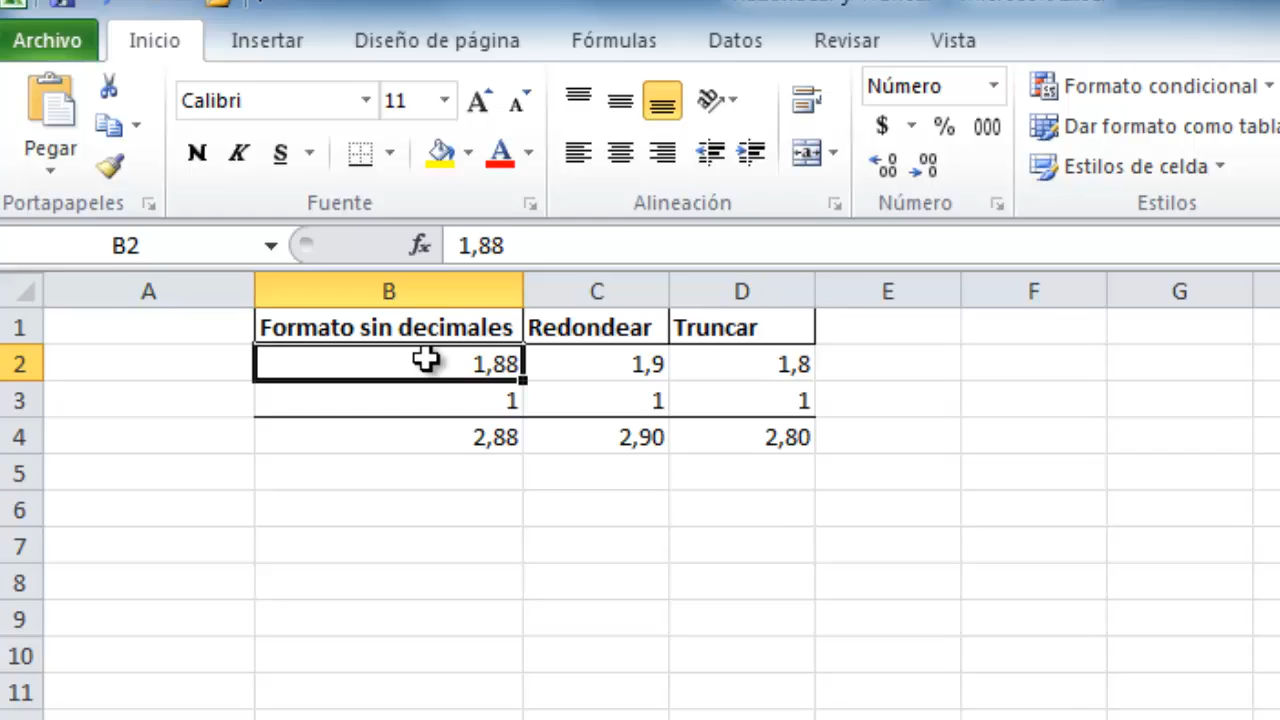 Archivo Inicio Insertar Diseño de página Fórmulas Datos Revisar Vista
Calibri 11 A A Número Formato condicional
Pegar $ % 000 Dar formato como tabla
N K S A Estilos de celda
Portapapeles Fuente Alineación Número Estilos
B2 fx 1,88
A B C D E F G
1 Formato sin decimales Redondear Truncar
2 1,88 1,9 1,8
3 1 1 1
4 2,88 2,90 2,80
5
6
7
8
9
10
11